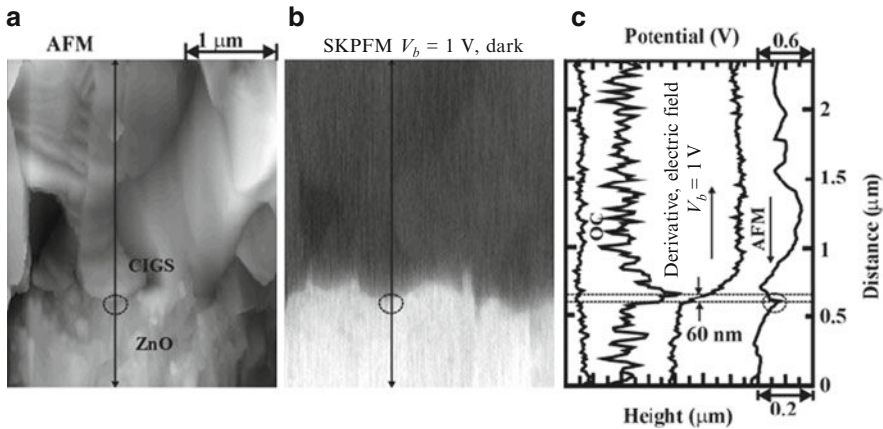 a
AFM
1 μm
CIGS
ZnO
b
SKPFM V_b = 1 V, dark
c
Potential (V)
0.6
OC
Derivative, electric field
V_b = 1 V
AFM
60 nm
2
1.5
1
0.5
0
Distance (μm)
Height (μm)
0.2